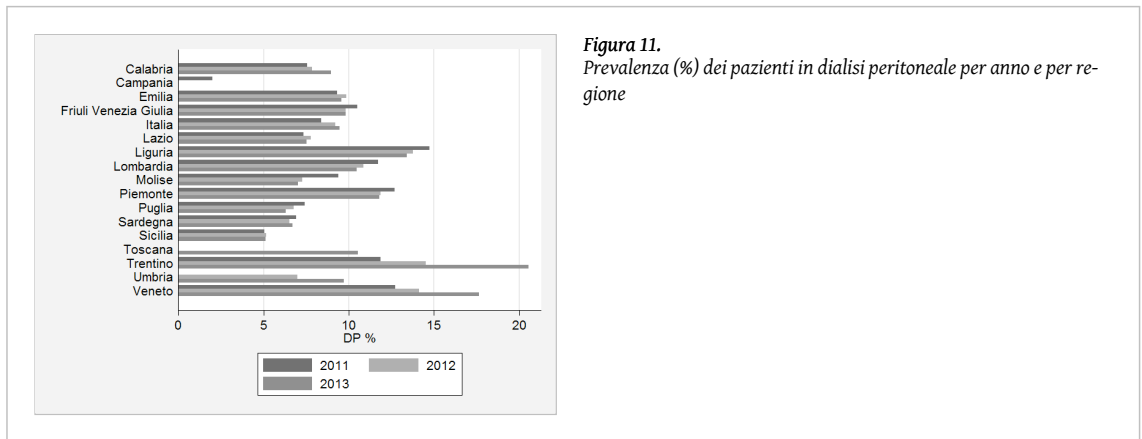 Figura 11.
Prevalenza (%) dei pazienti in dialisi peritoneale per anno e per re-
gione
Calabria
Campania
Emilia
Friuli Venezia Giulia
Italia
Lazio
Liguria
Lombardia
Molise
Piemonte
Puglia
Sardegna
Sicilia
Toscana
Trentino
Umbria
Veneto
0 5 10 15 20
DP %
2011 2012
2013